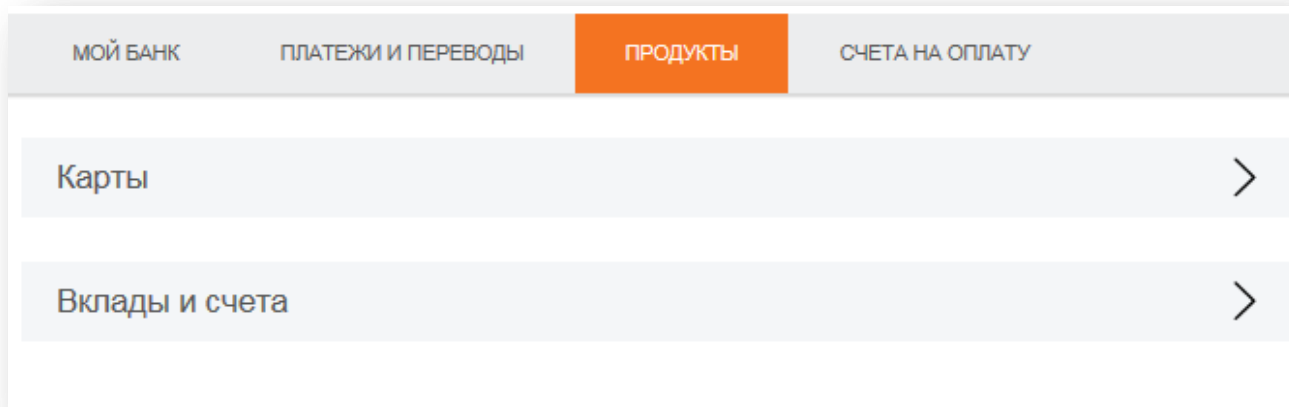 МОЙ БАНК ПЛАТЕЖИ И ПЕРЕВОДЫ ПРОДУКТЫ СЧЕТА НА ОПЛАТУ
Карты
Вклады и счета